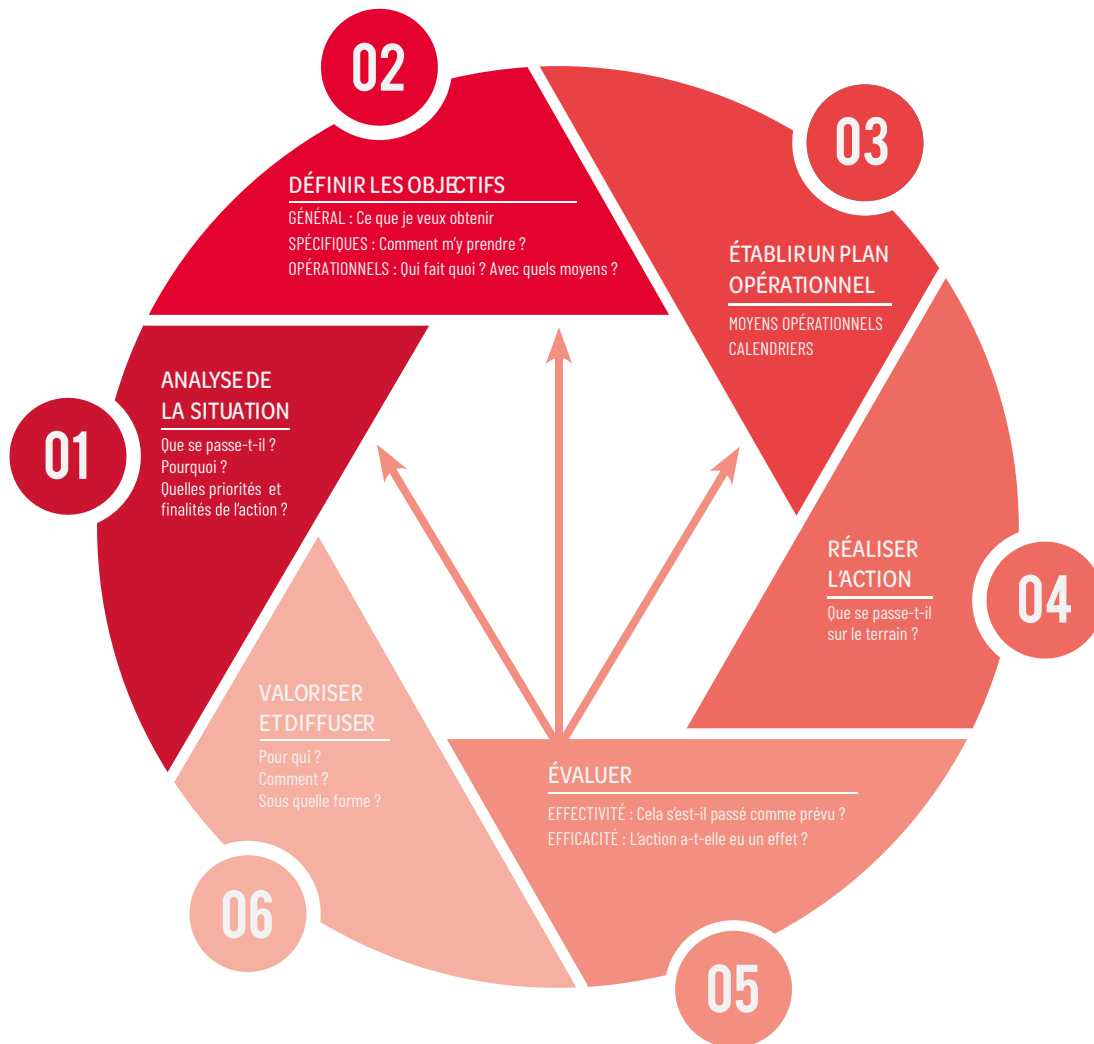 01
ANALYSE DE
LA SITUATION
Que se passe-t-il ?
Pourquoi ?
Quelles priorités et
finalités de l'action ?
02
DÉFINIR LES OBJECTIFS
GÉNÉRAL : Ce que je veux obtenir
SPÉCIFIQUES : Comment m'y prendre ?
OPÉRATIONNELS : Qui fait quoi ? Avec quels moyens ?
03
ÉTABLIR UN PLAN
OPÉRATIONNEL
MOYENS OPÉRATIONNELS
CALENDRIERS
04
RÉALISER
L'ACTION
Que se passe-t-il
sur le terrain ?
05
ÉVALUER
EFFECTIVITÉ : Cela s'est-il passé comme prévu ?
EFFICACITÉ : L'action a-t-elle eu un effet ?
06
VALORISER
ET DIFFUSER
Pour qui ?
Comment ?
Sous quelle forme ?